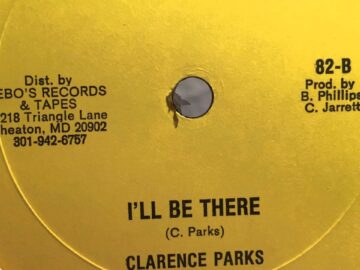 Dist. by
EBO'S RECORDS
& TAPES
218 Triangle Lane
heaton, MD 20902
301-942-6757
82-B
Prod. by
B. Phillips
C. Jarrett
I'LL BE THERE
(C. Parks)
CLARENCE PARKS